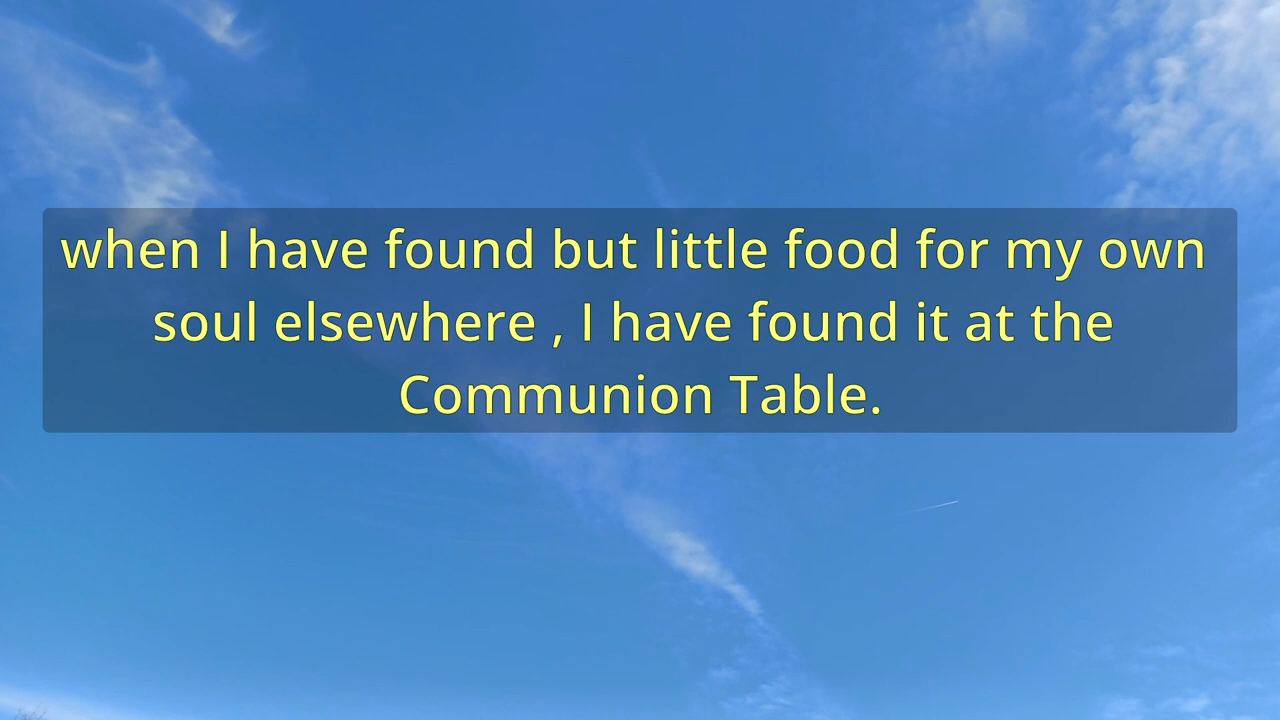 when I have found but little food for my own
soul elsewhere , I have found it at the
Communion Table.